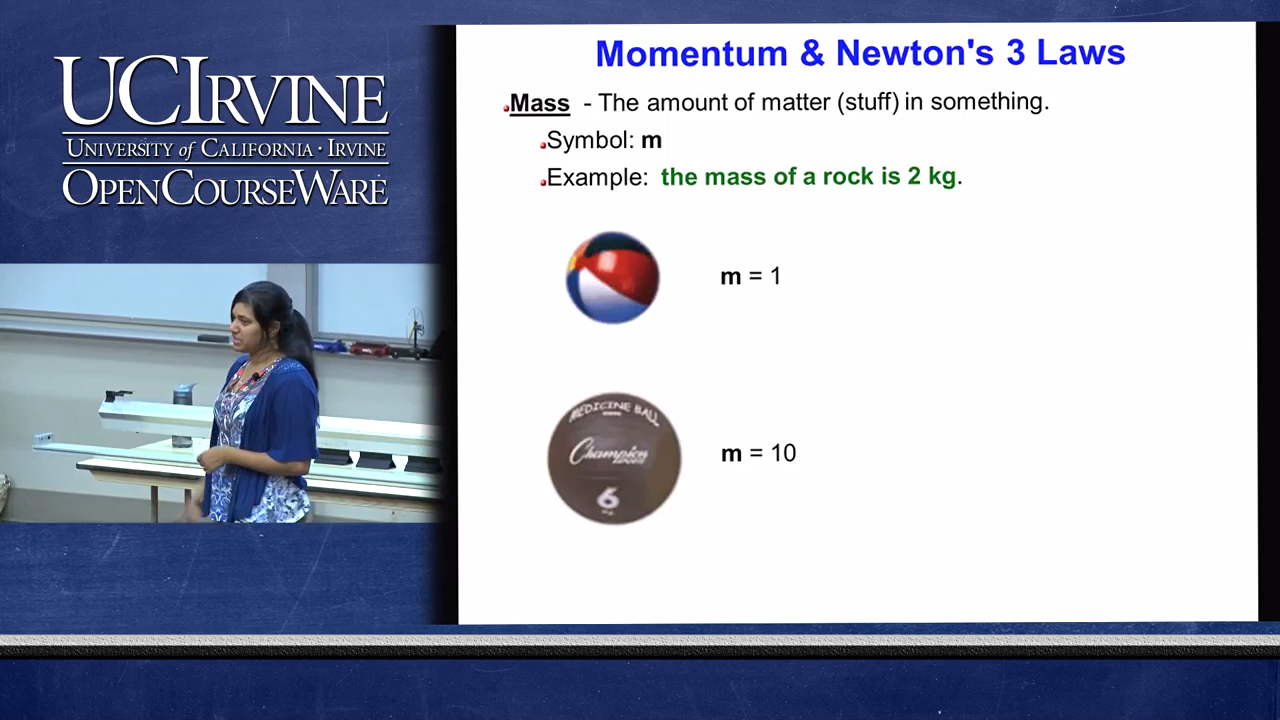 UCIRVINE
UNIVERSITY of CALIFORNIA · IRVINE
OPENCOURSEWARE
Momentum & Newton's 3 Laws
Mass - The amount of matter (stuff) in something.
Symbol: m
Example: the mass of a rock is 2 kg.
m = 1
MEDICINE BALL
Champion
6
m = 10